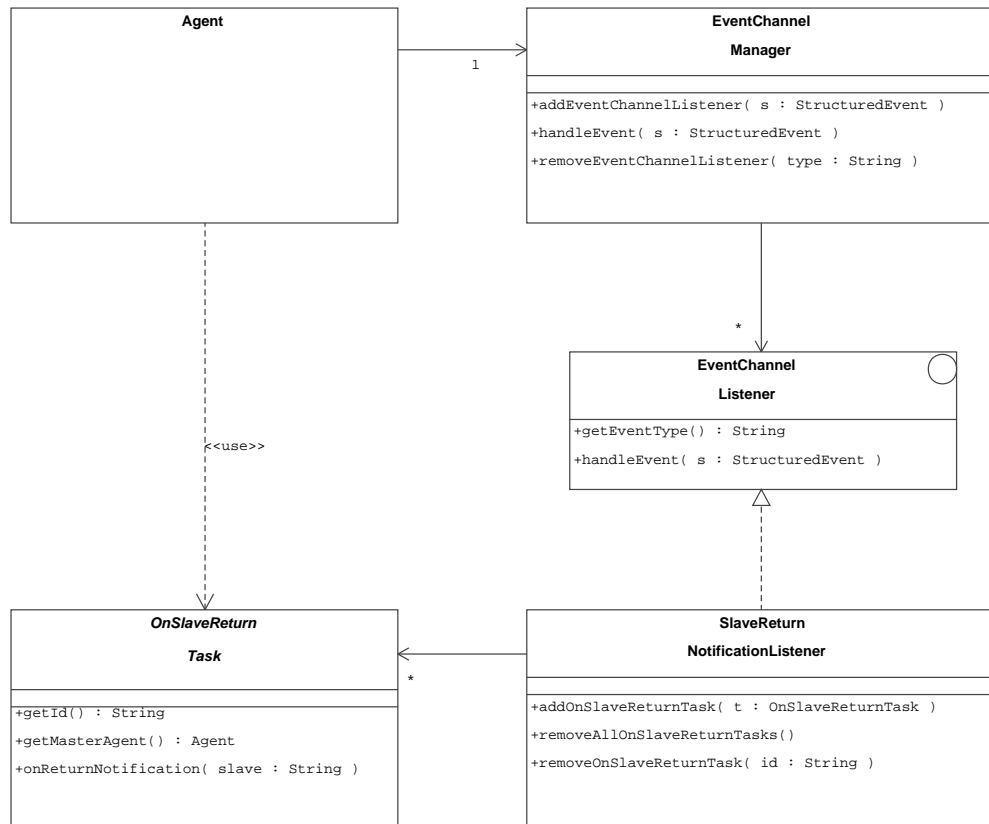 Agent
1
EventChannel
Manager
+addEventChannelListener( s : StructuredEvent )
+handleEvent( s : StructuredEvent )
+removeEventChannelListener( type : String )
*
EventChannel
Listener
+getEventType() : String
+handleEvent( s : StructuredEvent )
<<use>>
OnSlaveReturn
Task
+getId() : String
+getMasterAgent() : Agent
+onReturnNotification( slave : String )
*
SlaveReturn
NotificationListener
+addOnSlaveReturnTask( t : OnSlaveReturnTask )
+removeAllOnSlaveReturnTasks()
+removeOnSlaveReturnTask( id : String )